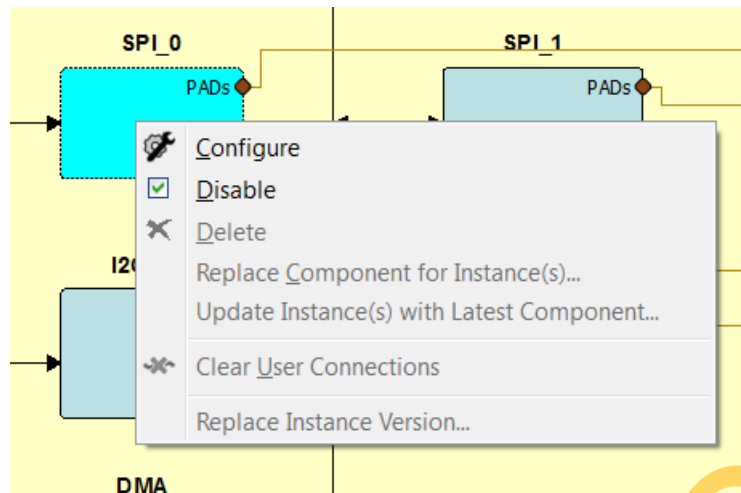 SPI_0
SPI_1
PADs
PADs
Configure
Disable
Delete
I2
Replace Component for Instance(s)...
Update Instance(s) with Latest Component...
Clear User Connections
Replace Instance Version...
DMA